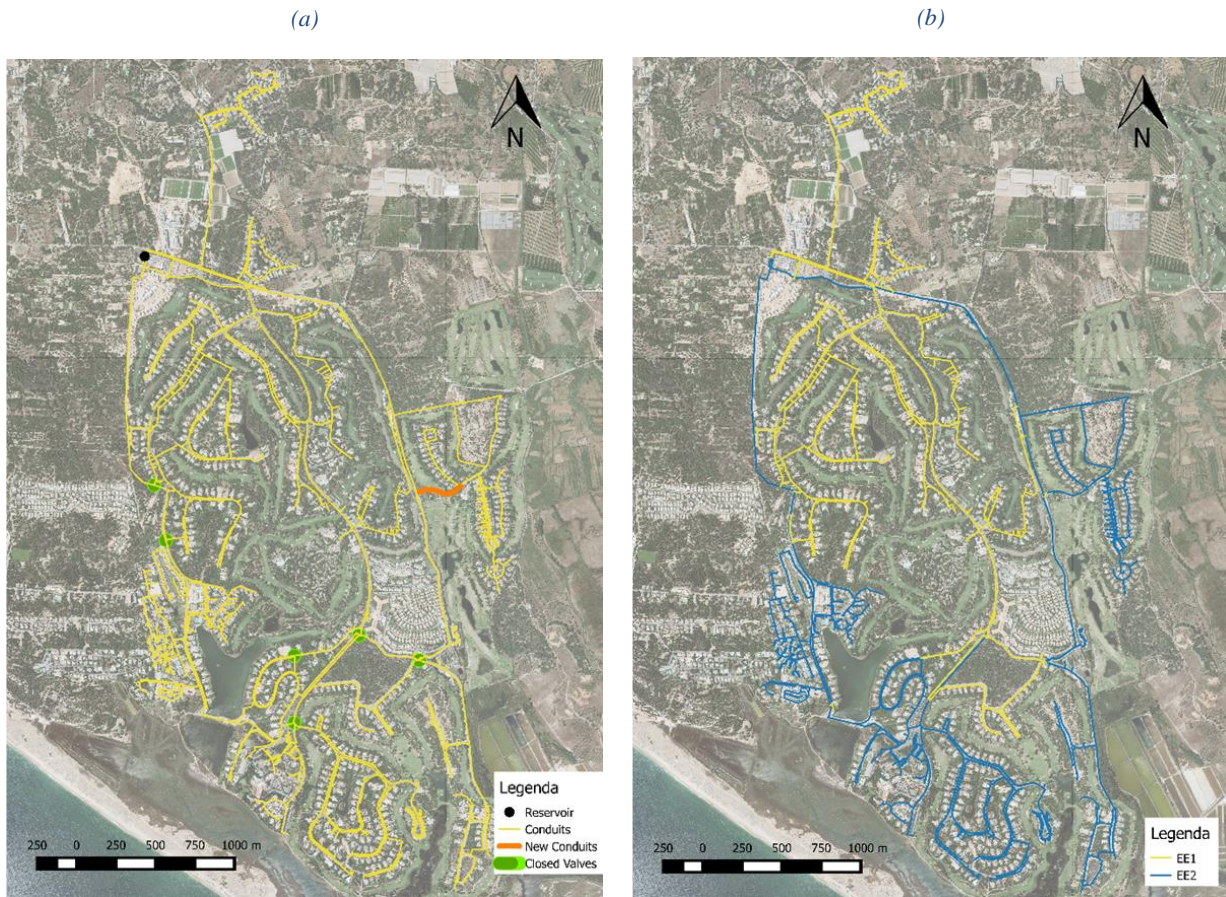 (a)
(b)
N
N
Legenda
Reservoir
Conduits
New Conduits
Closed Valves
250 0 250 500 750 1000 m
Legenda
EE1
EE2
250 0 250 500 750 1000 m